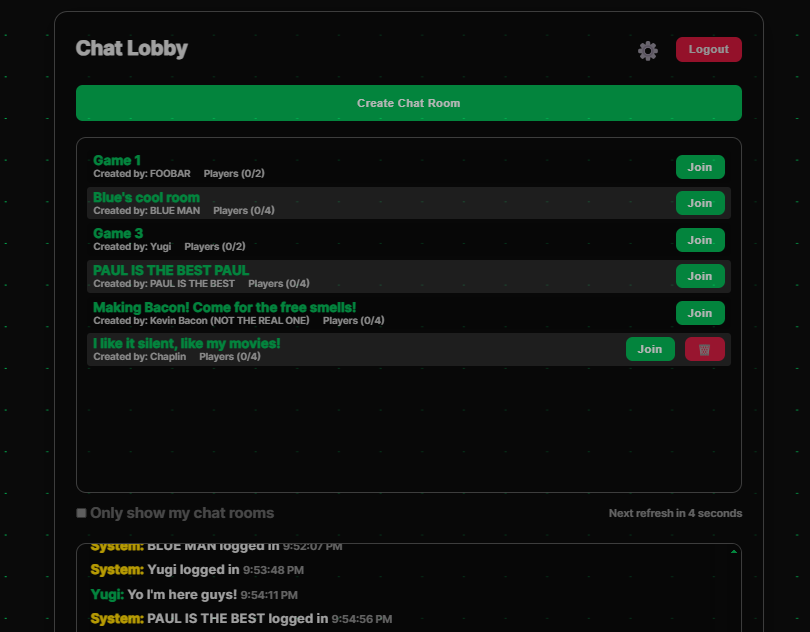 Chat Lobby
Logout
Create Chat Room
Game 1
Created by: FOOBAR Players (0/2)
Join
Blue's cool room
Created by: BLUE MAN Players (0/4)
Join
Game 3
Created by: Yugi Players (0/2)
Join
PAUL IS THE BEST PAUL
Created by: PAUL IS THE BEST Players (0/4)
Join
Making Bacon! Come for the free smells!
Created by: Kevin Bacon (NOT THE REAL ONE) Players (0/4)
Join
I like it silent, like my movies!
Created by: Chaplin Players (0/4)
Join
Only show my chat rooms
Next refresh in 4 seconds
System: BLUE MAN logged in 9:52:07 PM
System: Yugi logged in 9:53:48 PM
Yugi: Yo I'm here guys! 9:54:11 PM
System: PAUL IS THE BEST logged in 9:54:56 PM